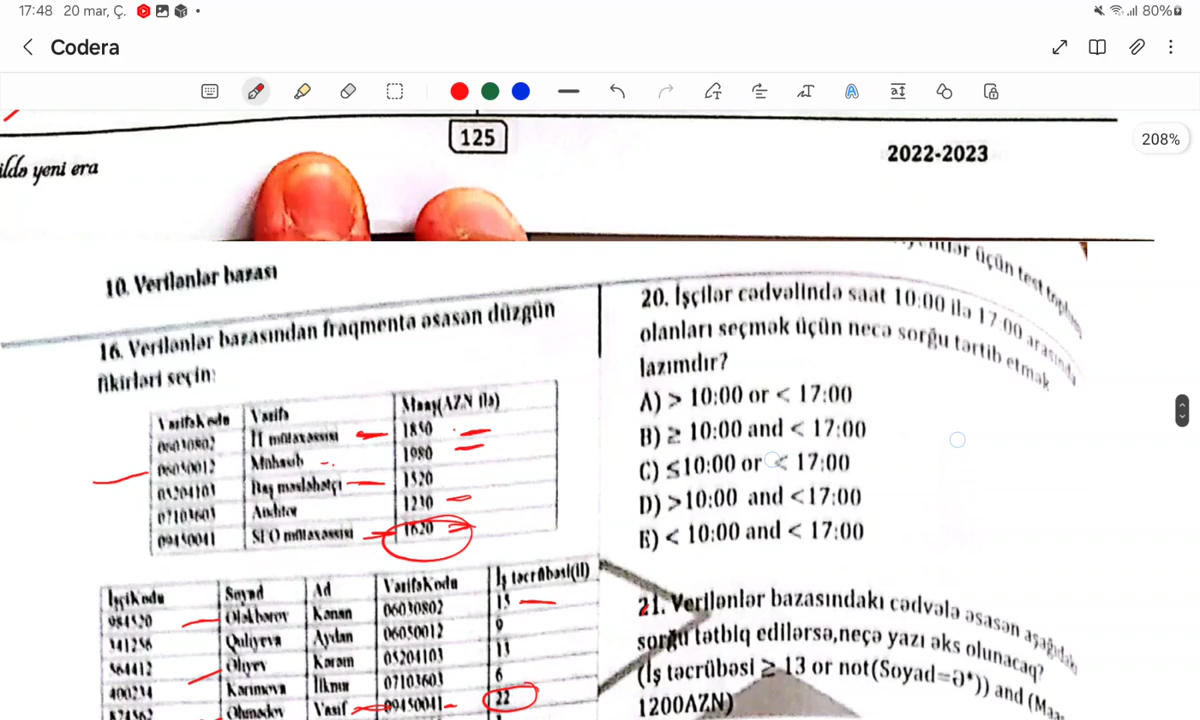 17:48 20 mar, Ç.
80%
Codera
208%
125
2022-2023
yeni era
üçün test
10. Verilənlər bazası
16. Verilənlər bazasından fraqmentə əsasən düzgün
fikirləri seçin:
VəzifəKodu Vəzifə Maaş(AZN ilə)
06030802 İT mütəxəssisi 1850
06050012 Mühasib 1980
05204103 Baş məsləhətçi 1520
07103603 Auditor 1230
09450041 SEO mütəxəssisi 1620
İşçiKodu Soyad Ad VəzifəKodu İş təcrübəsi(il)
984520 Ələkbərov Kənan 06030802 15
341256 Quliyeva Aydan 06050012 9
564412 Əliyev Kərəm 05204103 13
400234 Kərimova İlknur 07103603 6
874562 Əhmədov Vasif 09450041 22
20. İşçilər cədvəlində saat 10:00 ilə 17:00 arasında
olanları seçmək üçün necə sorğu tərtib etmək
lazımdır?
A) > 10:00 or < 17:00
B) ≥ 10:00 and < 17:00
C) ≤10:00 or < 17:00
D) >10:00 and <17:00
E) < 10:00 and < 17:00
21. Verilənlər bazasındakı cədvələ əsasən aşağıdakı
sorğu tətbiq edilərsə,neçə yazı əks olunacaq?
(İş təcrübəsi ≥ 13 or not(Soyad=Ə*)) and (Maaş
1200AZN)